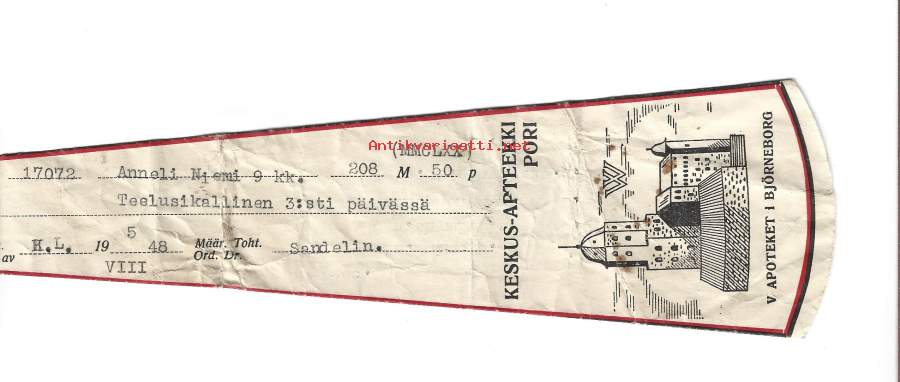 (MMCLXX)
17072 Anneli Niemi 9 kk. 208 M 50 p
Teelusikallinen 3:sti päivässä
av H.L. 19 5 48 Määr. Toht. Sandelin.
VIII Ord. Dr.
KESKUS-APTEEKKI
PORI
W
V. APOTEKET i BJÖRNEBORG
Antikvariaatti.net